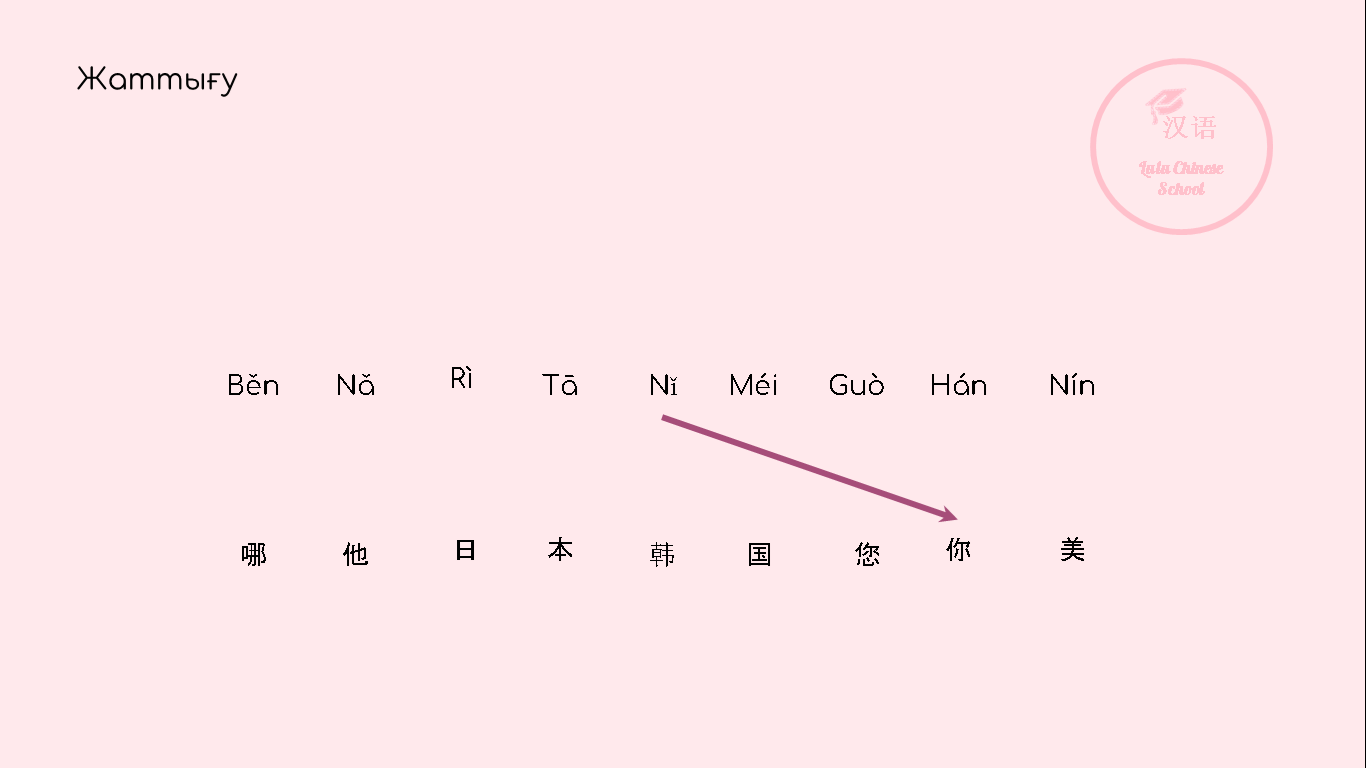 Жаттығу
汉语
Lulu Chinese
School
Běn Nǎ Rì Tā Nǐ Méi Guò Hán Nín
哪 他 日 本 韩 国 您 你 美